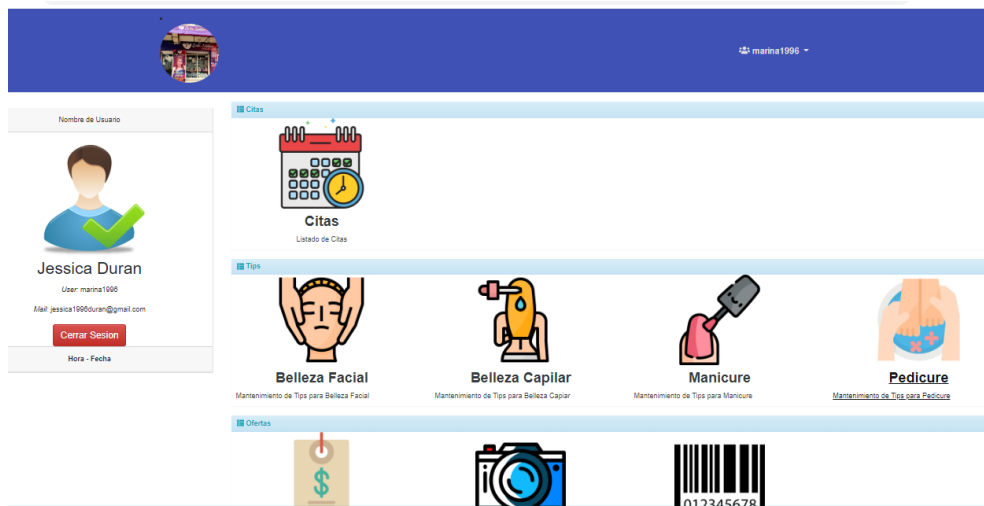 marina1996
Nombre de Usuario
Jessica Duran
User: marina1996
Mail: jessica1996duran@gmail.com
Cerrar Sesion
Hora - Fecha
Citas
Citas
Listado de Citas
Tips
Belleza Facial
Mantenimiento de Tips para Belleza Facial
Belleza Capilar
Mantenimiento de Tips para Belleza Capiar
Manicure
Mantenimiento de Tips para Manicure
Pedicure
Mantenimiento de Tips para Pedicure
Ofertas
$
012345678